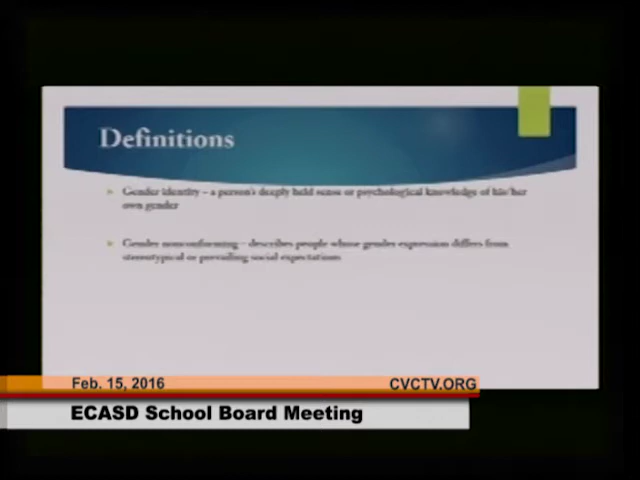 Definitions
Gender identity – a person's deeply held sense or psychological knowledge of his/her
own gender
Gender nonconforming – describes people whose gender expression differs from
stereotypical or prevailing social expectations
Feb. 15, 2016 CVCTV.ORG
ECASD School Board Meeting